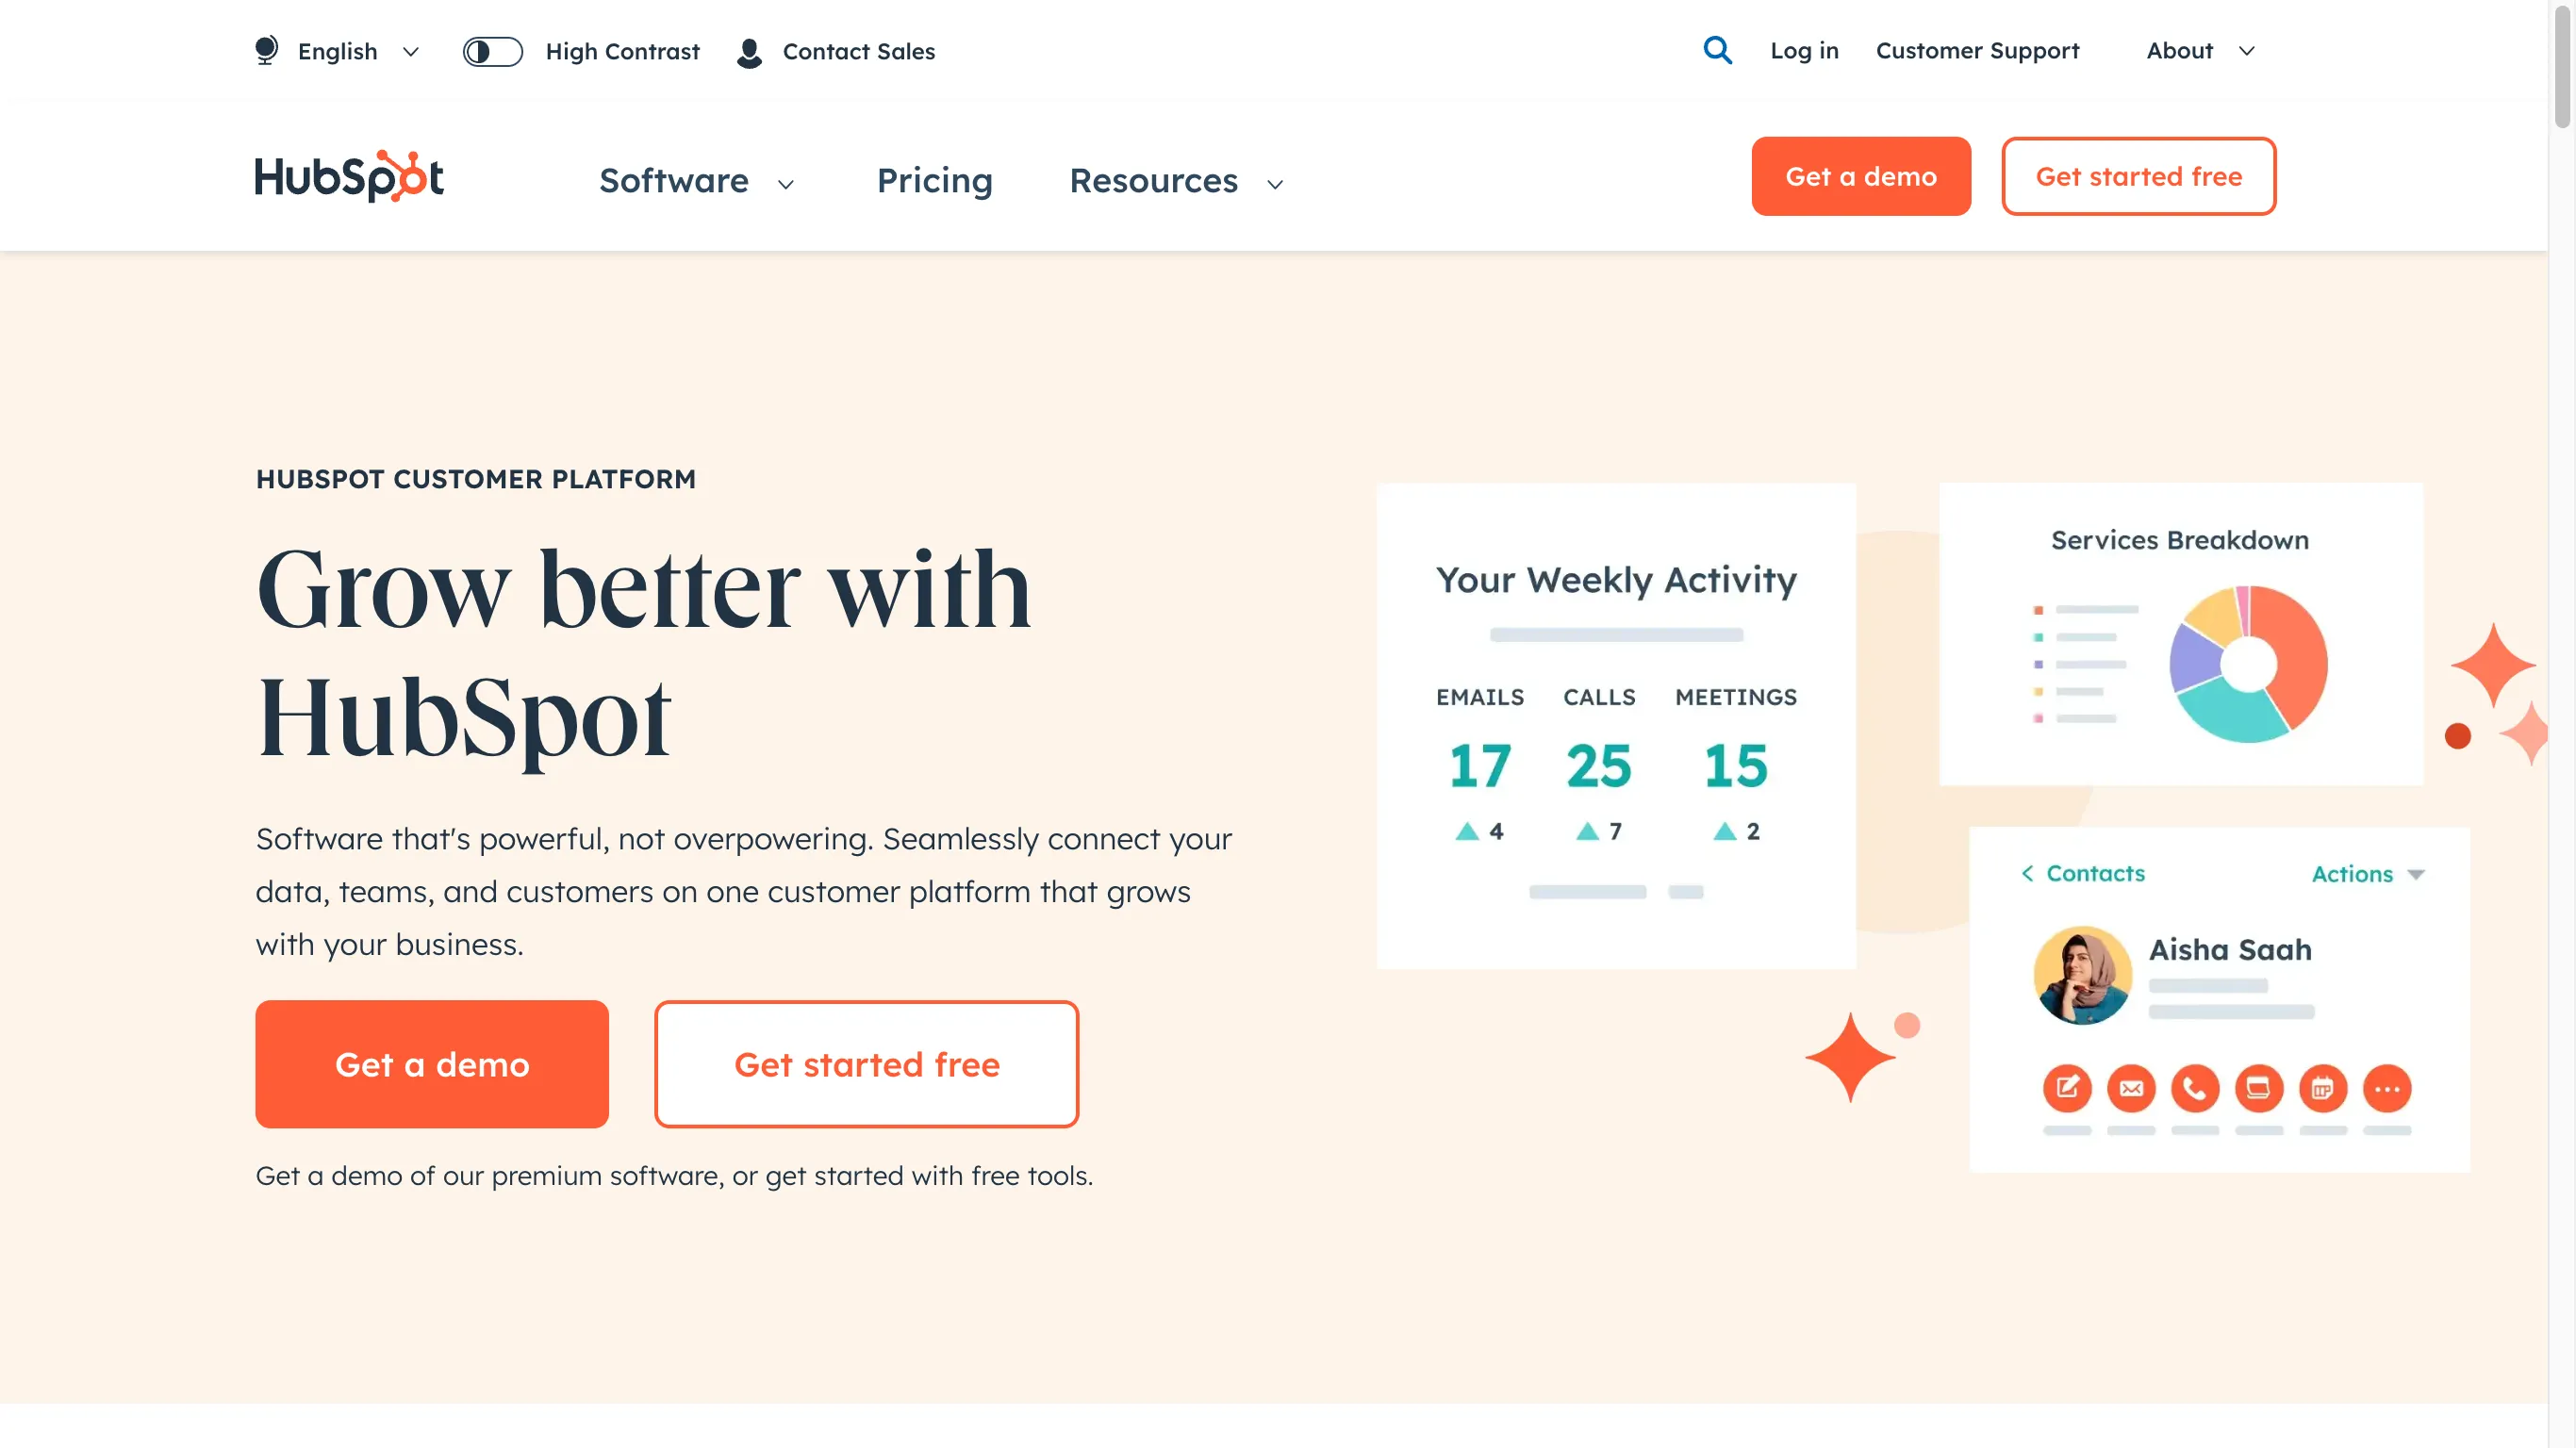 English
High Contrast
Contact Sales
Log in
Customer Support
About
HubSpot
Software
Pricing
Resources
Get a demo
Get started free
HUBSPOT CUSTOMER PLATFORM
Grow better with
HubSpot
Software that's powerful, not overpowering. Seamlessly connect your
data, teams, and customers on one customer platform that grows
with your business.
Get a demo
Get started free
Get a demo of our premium software, or get started with free tools.
Your Weekly Activity
EMAILS CALLS MEETINGS
17 25 15
4 7 2
Services Breakdown
Contacts
Actions
Aisha Saah